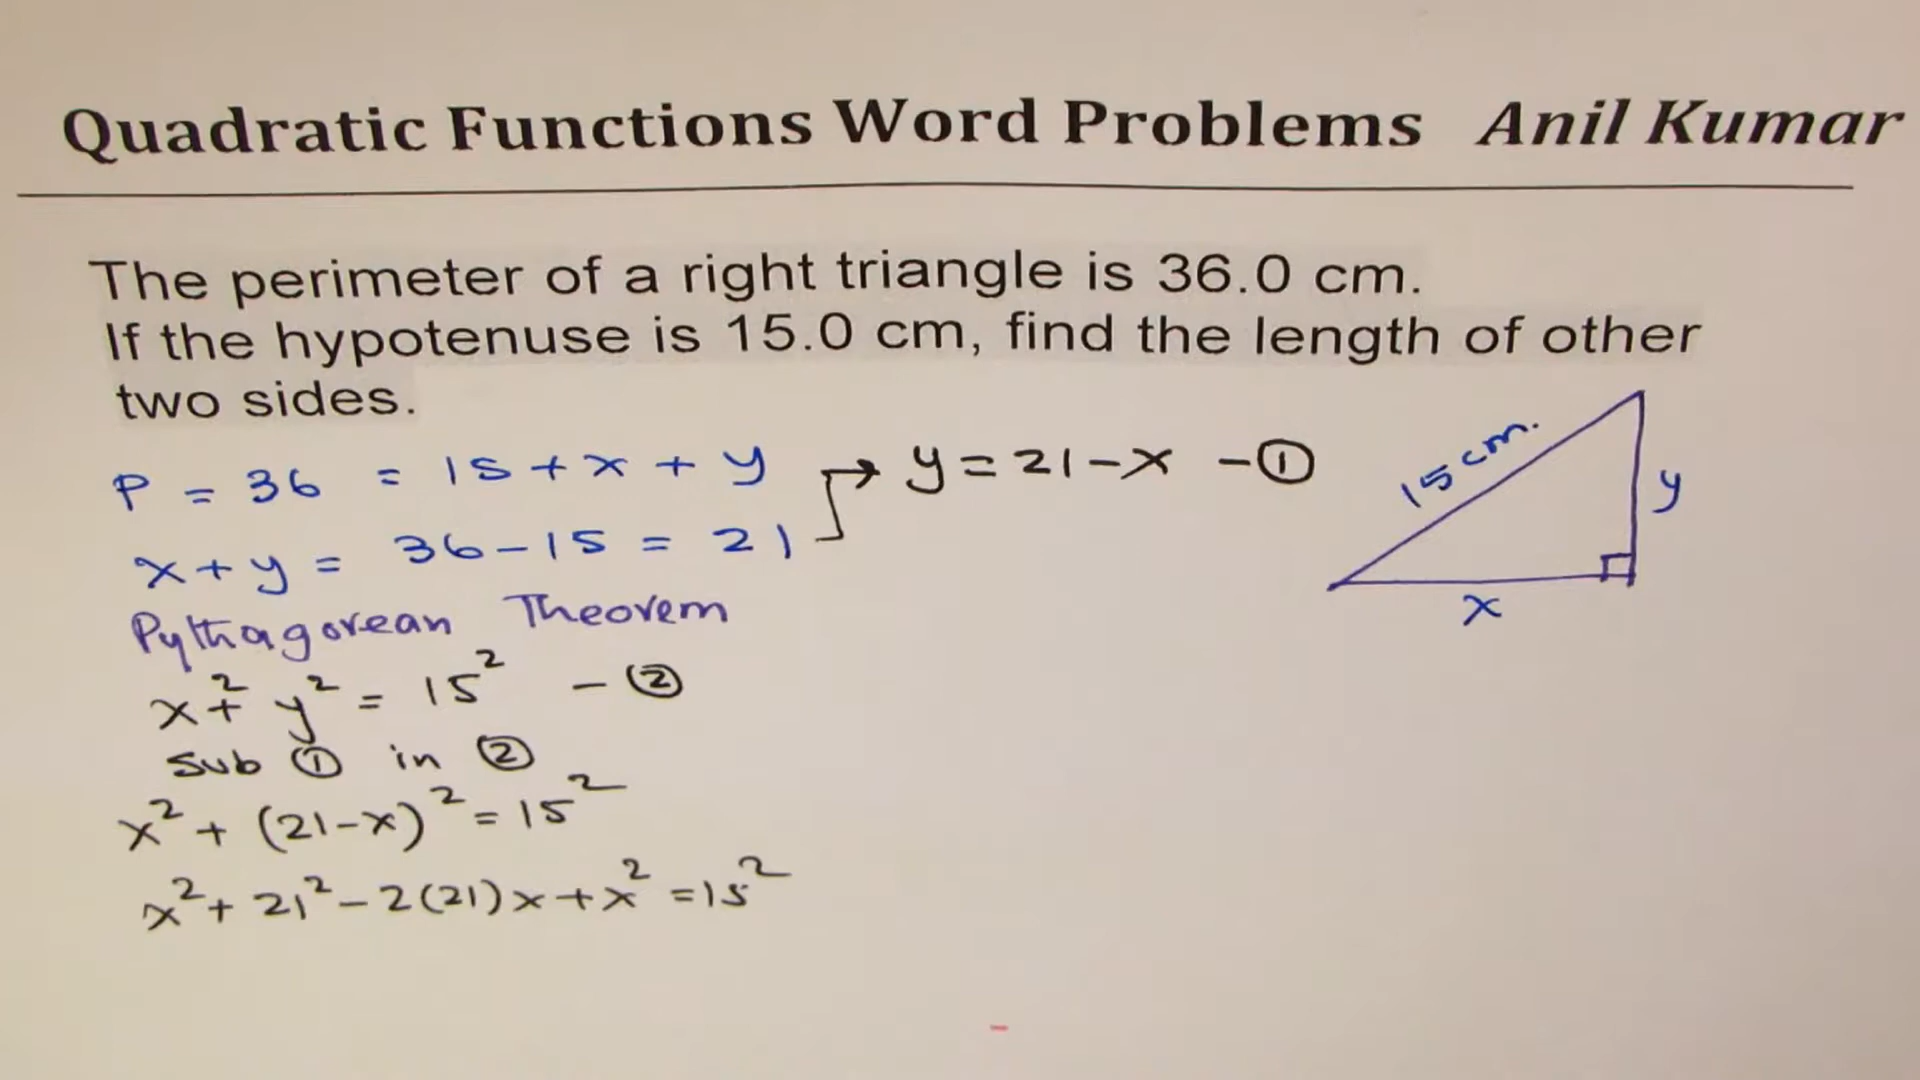 Quadratic Functions Word Problems Anil Kumar
The perimeter of a right triangle is 36.0 cm.
If the hypotenuse is 15.0 cm, find the length of other
two sides.
P = 36 = 15 + x + y
y = 21 - x - ①
x + y = 36 - 15 = 21
15 cm.
y
x
Pythagorean Theorem
x² + y² = 15² - ②
Sub ① in ②
x² + (21-x)² = 15²
x² + 21² - 2(21)x + x² = 15²